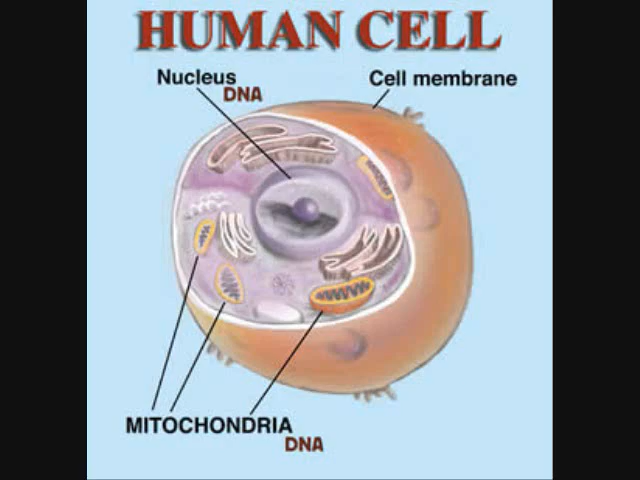 HUMAN CELL
Nucleus
DNA
Cell membrane
MITOCHONDRIA
DNA